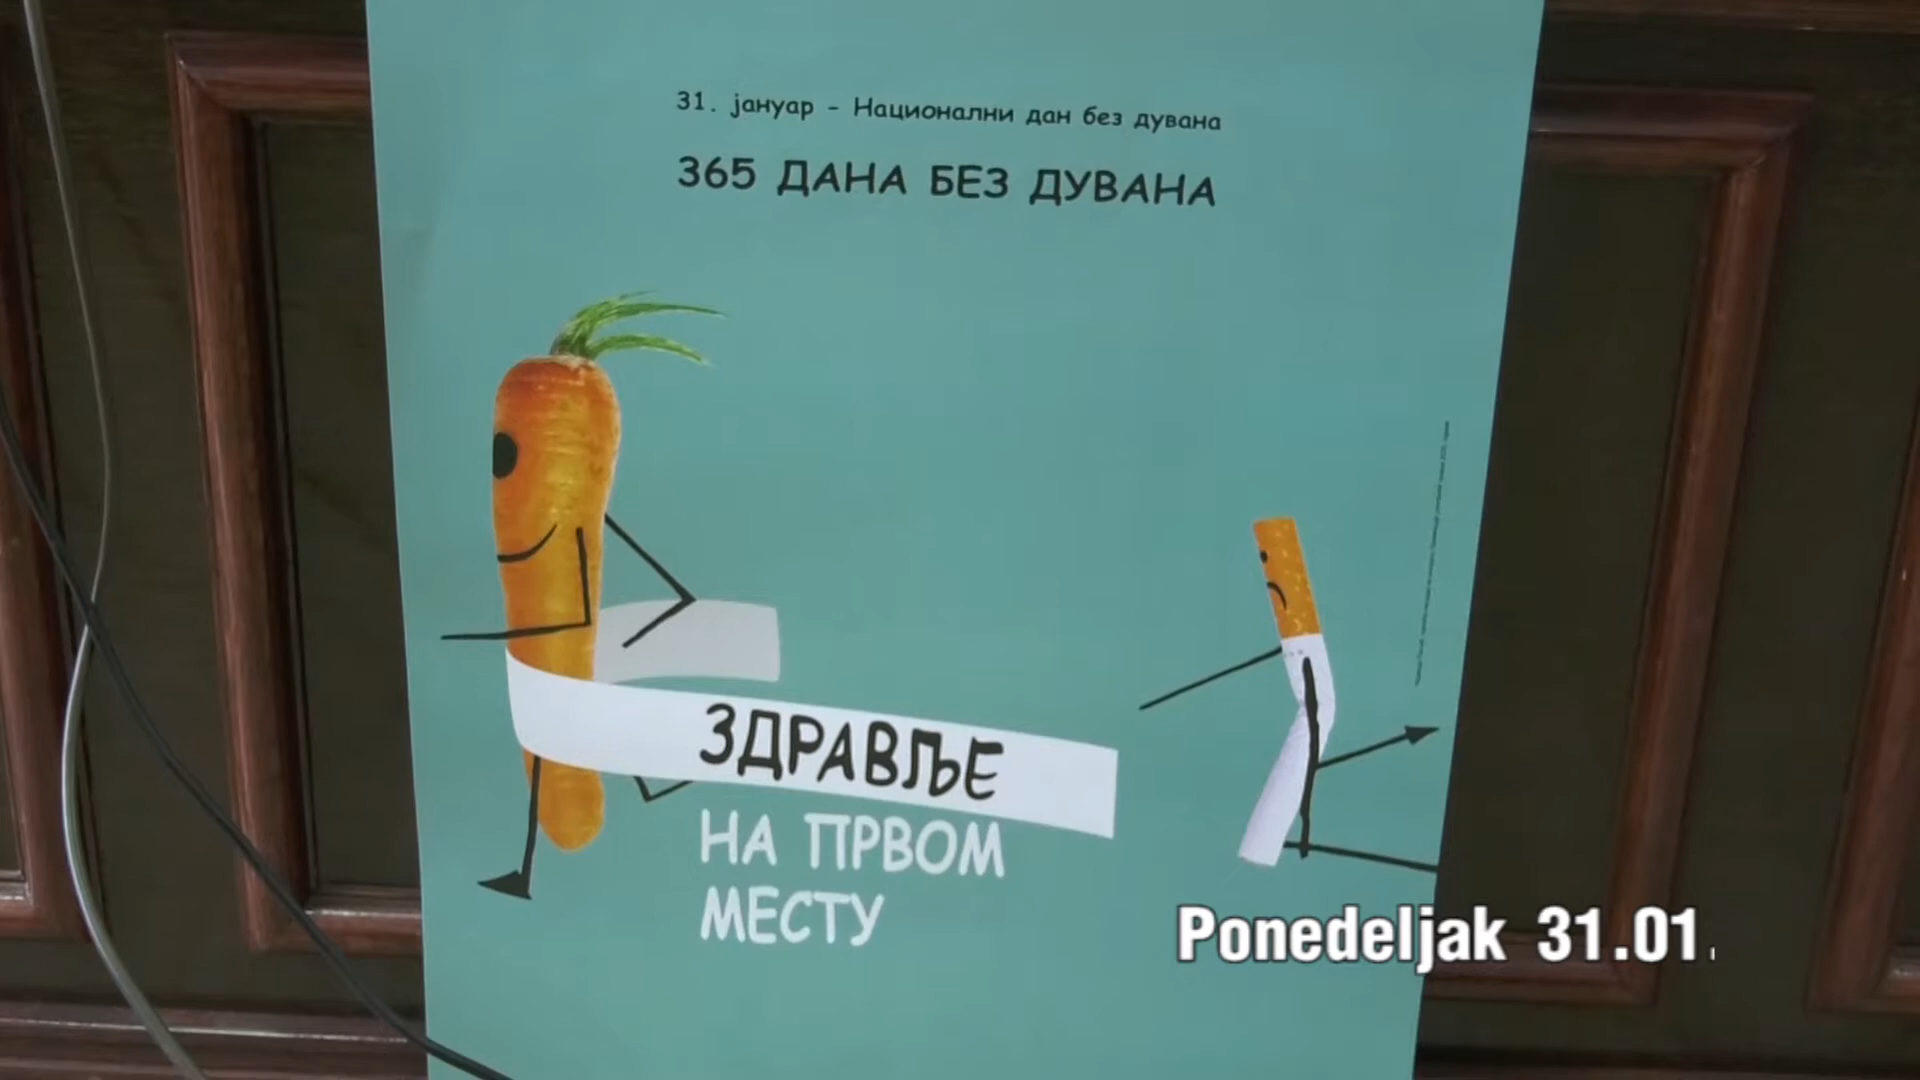 31. јануар - Национални дан без дувана
365 ДАНА БЕЗ ДУВАНА
ЗДРАВЉЕ
НА ПРВОМ
МЕСТУ
Ponedeljak 31.01.